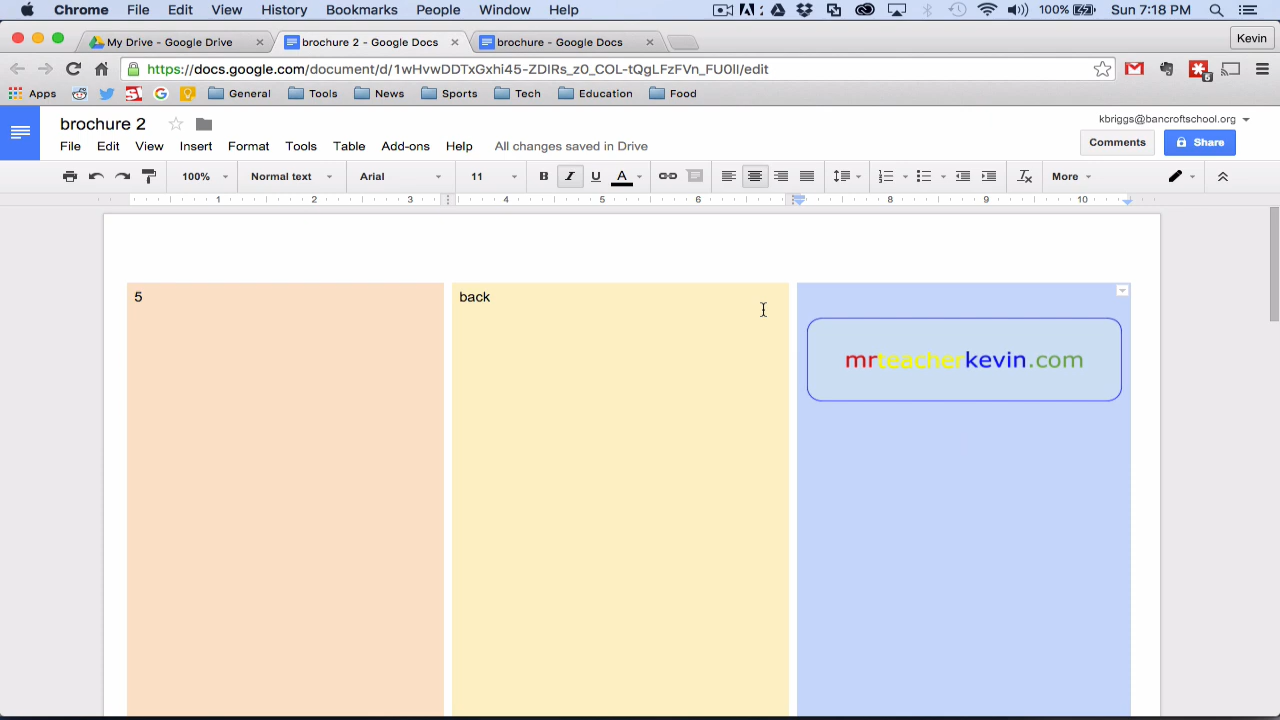 Chrome File Edit View History Bookmarks People Window Help 100% Sun 7:18 PM
My Drive - Google Drive brochure 2 - Google Docs brochure - Google Docs Kevin
https://docs.google.com/document/d/1wHvwDDTxGxhi45-ZDIRs_z0_COL-tQgLFzFVn_FU0lI/edit
Apps General Tools News Sports Tech Education Food
brochure 2
kbriggs@bancroftschool.org
File Edit View Insert Format Tools Table Add-ons Help All changes saved in Drive Comments Share
100% Normal text Arial 11 B I U A More
1 2 3 4 5 6 8 9 10
5 back
mrteacherkevin.com